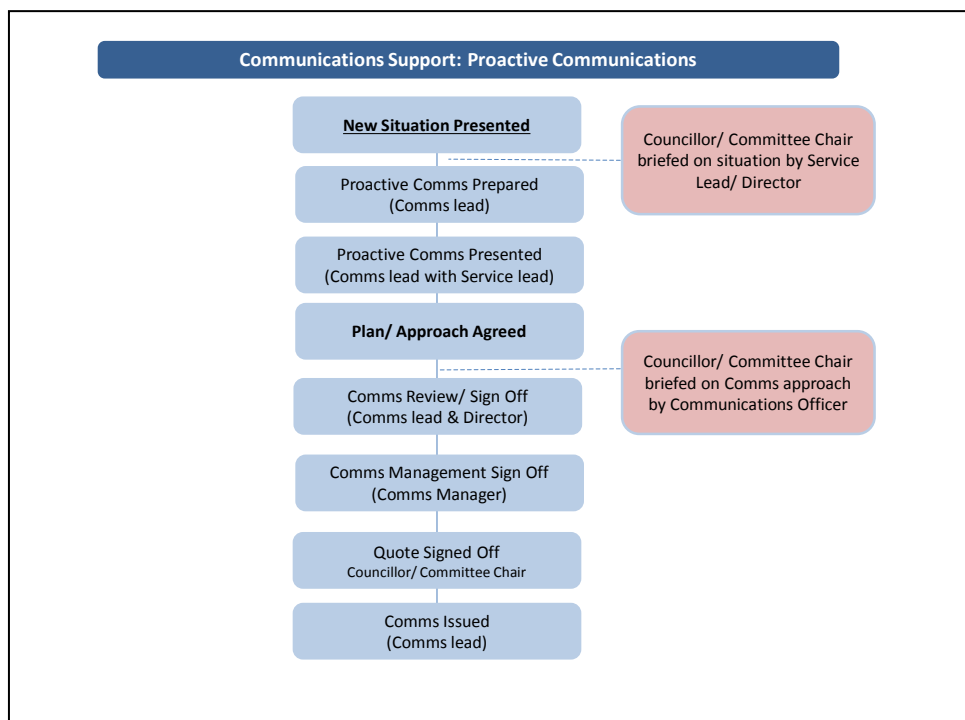 Communications Support: Proactive Communications
New Situation Presented
Councillor/ Committee Chair
briefed on situation by Service
Lead/ Director
Proactive Comms Prepared
(Comms lead)
Proactive Comms Presented
(Comms lead with Service lead)
Plan/ Approach Agreed
Councillor/ Committee Chair
briefed on Comms approach
by Communications Officer
Comms Review/ Sign Off
(Comms lead & Director)
Comms Management Sign Off
(Comms Manager)
Quote Signed Off
Councillor/ Committee Chair
Comms Issued
(Comms lead)